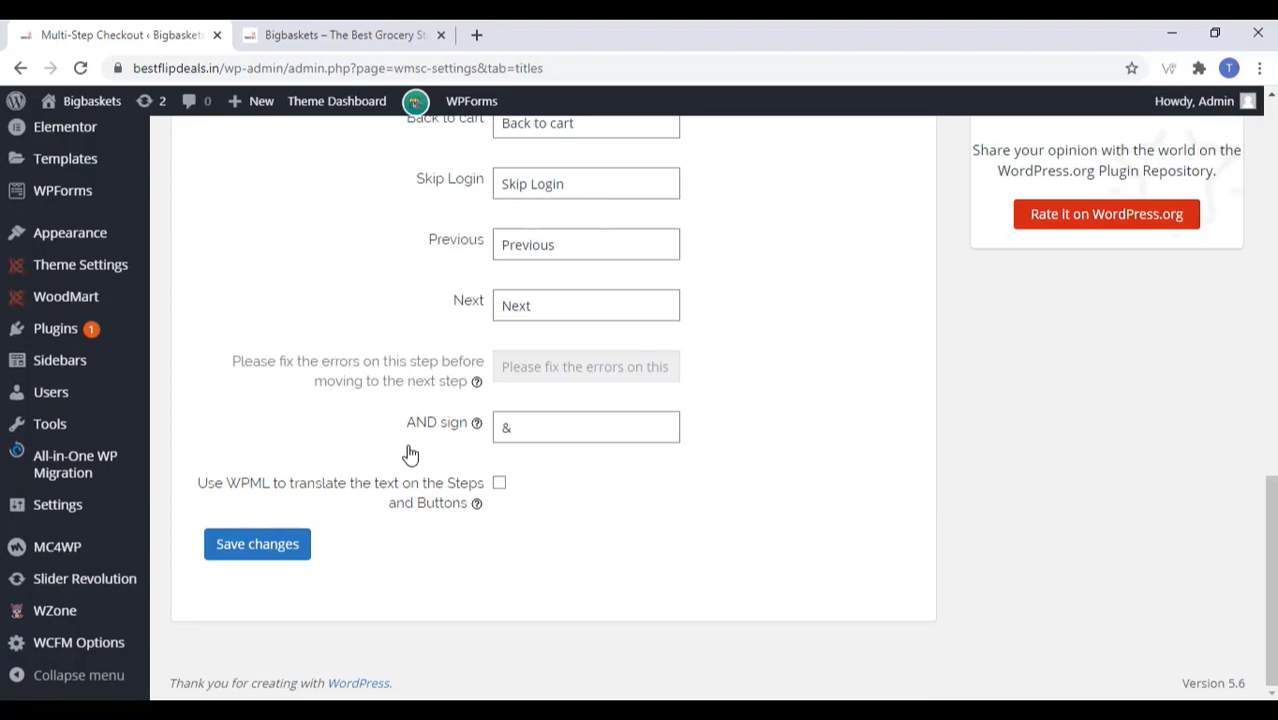 Multi-Step Checkout ‹ Bigbaskets
Bigbaskets – The Best Grocery St
bestflipdeals.in/wp-admin/admin.php?page=wmsc-settings&tab=titles
T
Bigbaskets 2 0 New Theme Dashboard WPForms Howdy, Admin
Elementor
Templates
WPForms
Appearance
Theme Settings
WoodMart
Plugins 1
Sidebars
Users
Tools
All-in-One WP
Migration
Settings
MC4WP
Slider Revolution
WZone
WCFM Options
Collapse menu
Back to cart Back to cart
Skip Login Skip Login
Previous Previous
Next Next
Please fix the errors on this step before
moving to the next step ? Please fix the errors on this
AND sign ? &
Use WPML to translate the text on the Steps
and Buttons ?
Save changes
Share your opinion with the world on the
WordPress.org Plugin Repository.
Rate it on WordPress.org
Thank you for creating with WordPress.
Version 5.6